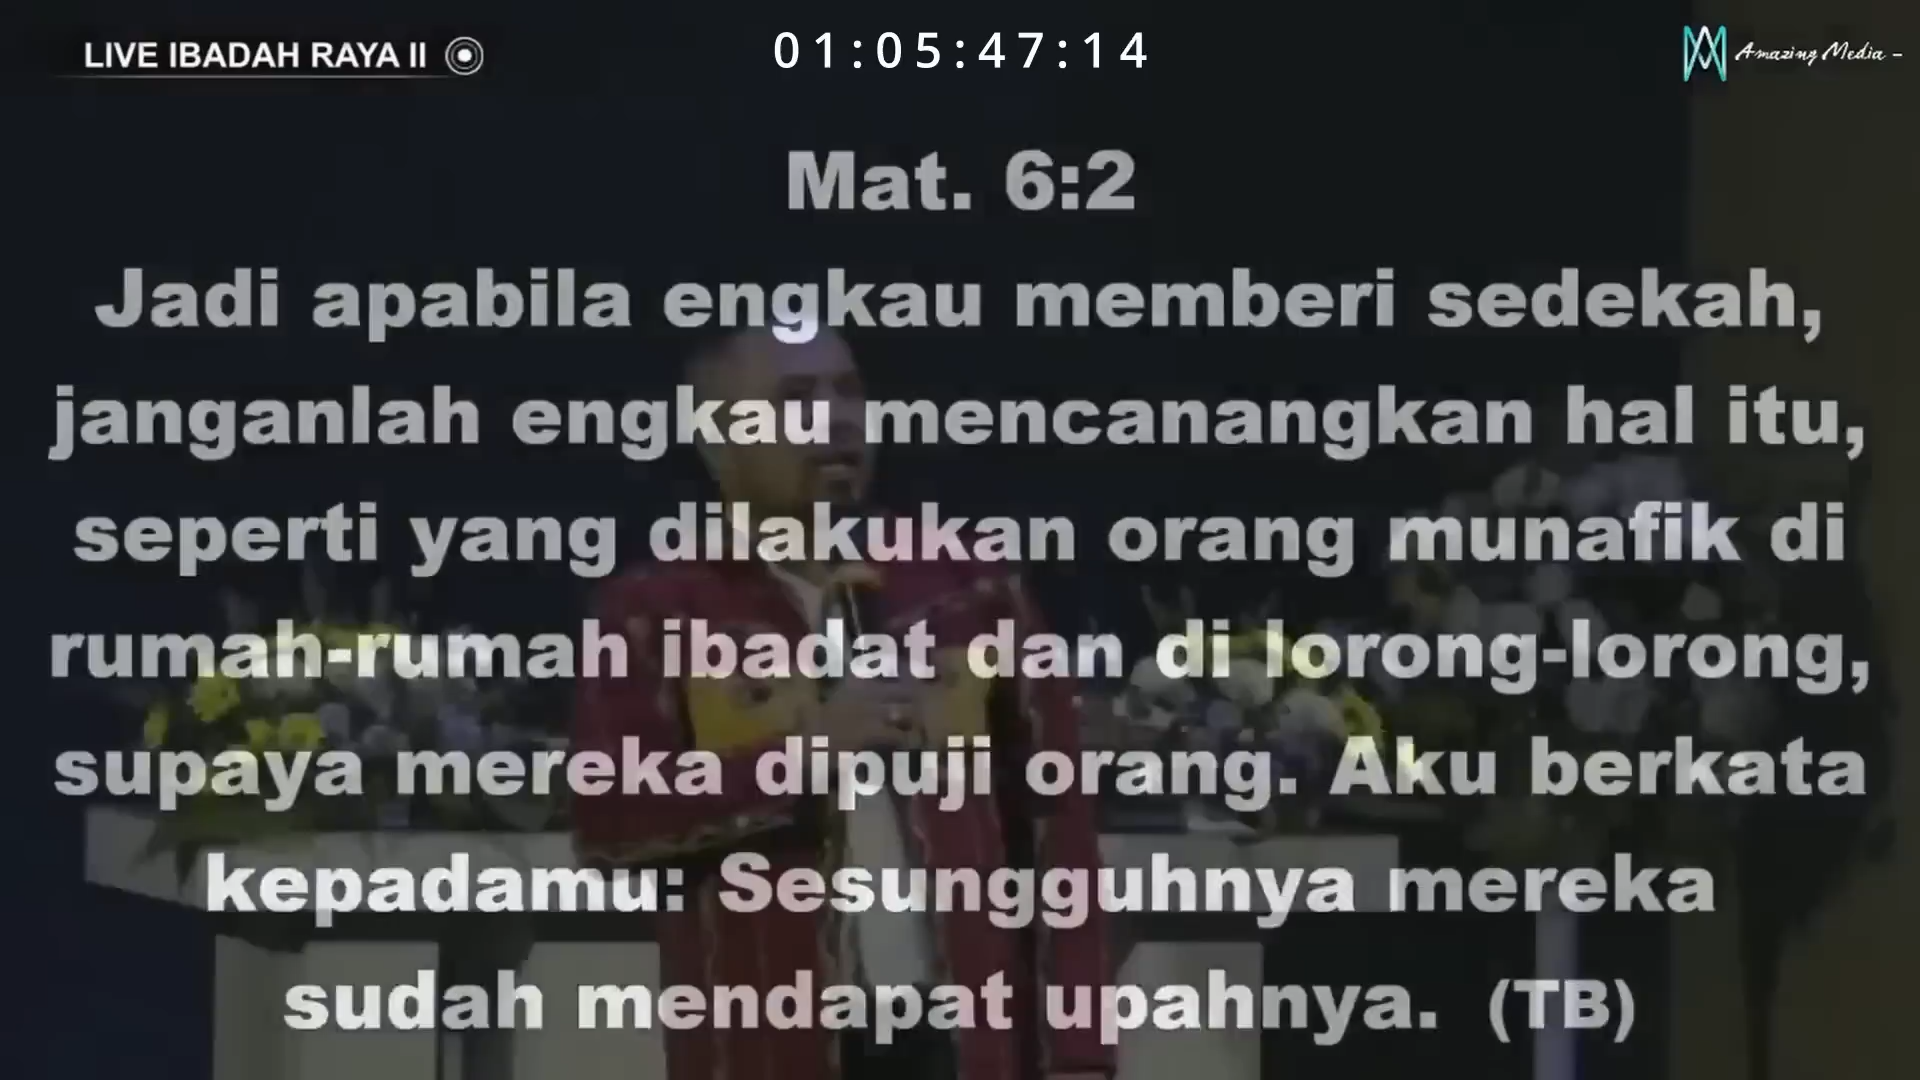 LIVE IBADAH RAYA II
01:05:47:14
Amazing Media -
Mat. 6:2
Jadi apabila engkau memberi sedekah,
janganlah engkau mencanangkan hal itu,
seperti yang dilakukan orang munafik di
rumah-rumah ibadat dan di lorong-lorong,
supaya mereka dipuji orang. Aku berkata
kepadamu: Sesungguhnya mereka
sudah mendapat upahnya. (TB)